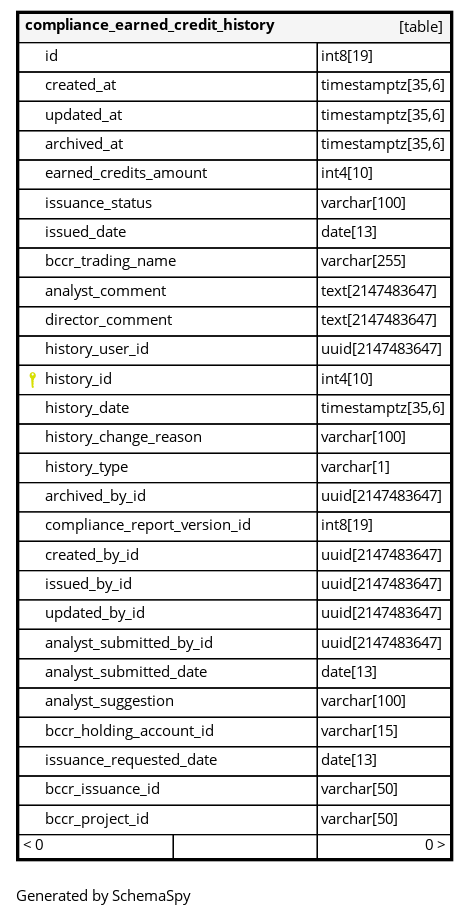 compliance_earned_credit_history [table]
id int8[19]
created_at timestamptz[35,6]
updated_at timestamptz[35,6]
archived_at timestamptz[35,6]
earned_credits_amount int4[10]
issuance_status varchar[100]
issued_date date[13]
bccr_trading_name varchar[255]
analyst_comment text[2147483647]
director_comment text[2147483647]
history_user_id uuid[2147483647]
history_id int4[10]
history_date timestamptz[35,6]
history_change_reason varchar[100]
history_type varchar[1]
archived_by_id uuid[2147483647]
compliance_report_version_id int8[19]
created_by_id uuid[2147483647]
issued_by_id uuid[2147483647]
updated_by_id uuid[2147483647]
analyst_submitted_by_id uuid[2147483647]
analyst_submitted_date date[13]
analyst_suggestion varchar[100]
bccr_holding_account_id varchar[15]
issuance_requested_date date[13]
bccr_issuance_id varchar[50]
bccr_project_id varchar[50]
< 0 0 >
Generated by SchemaSpy